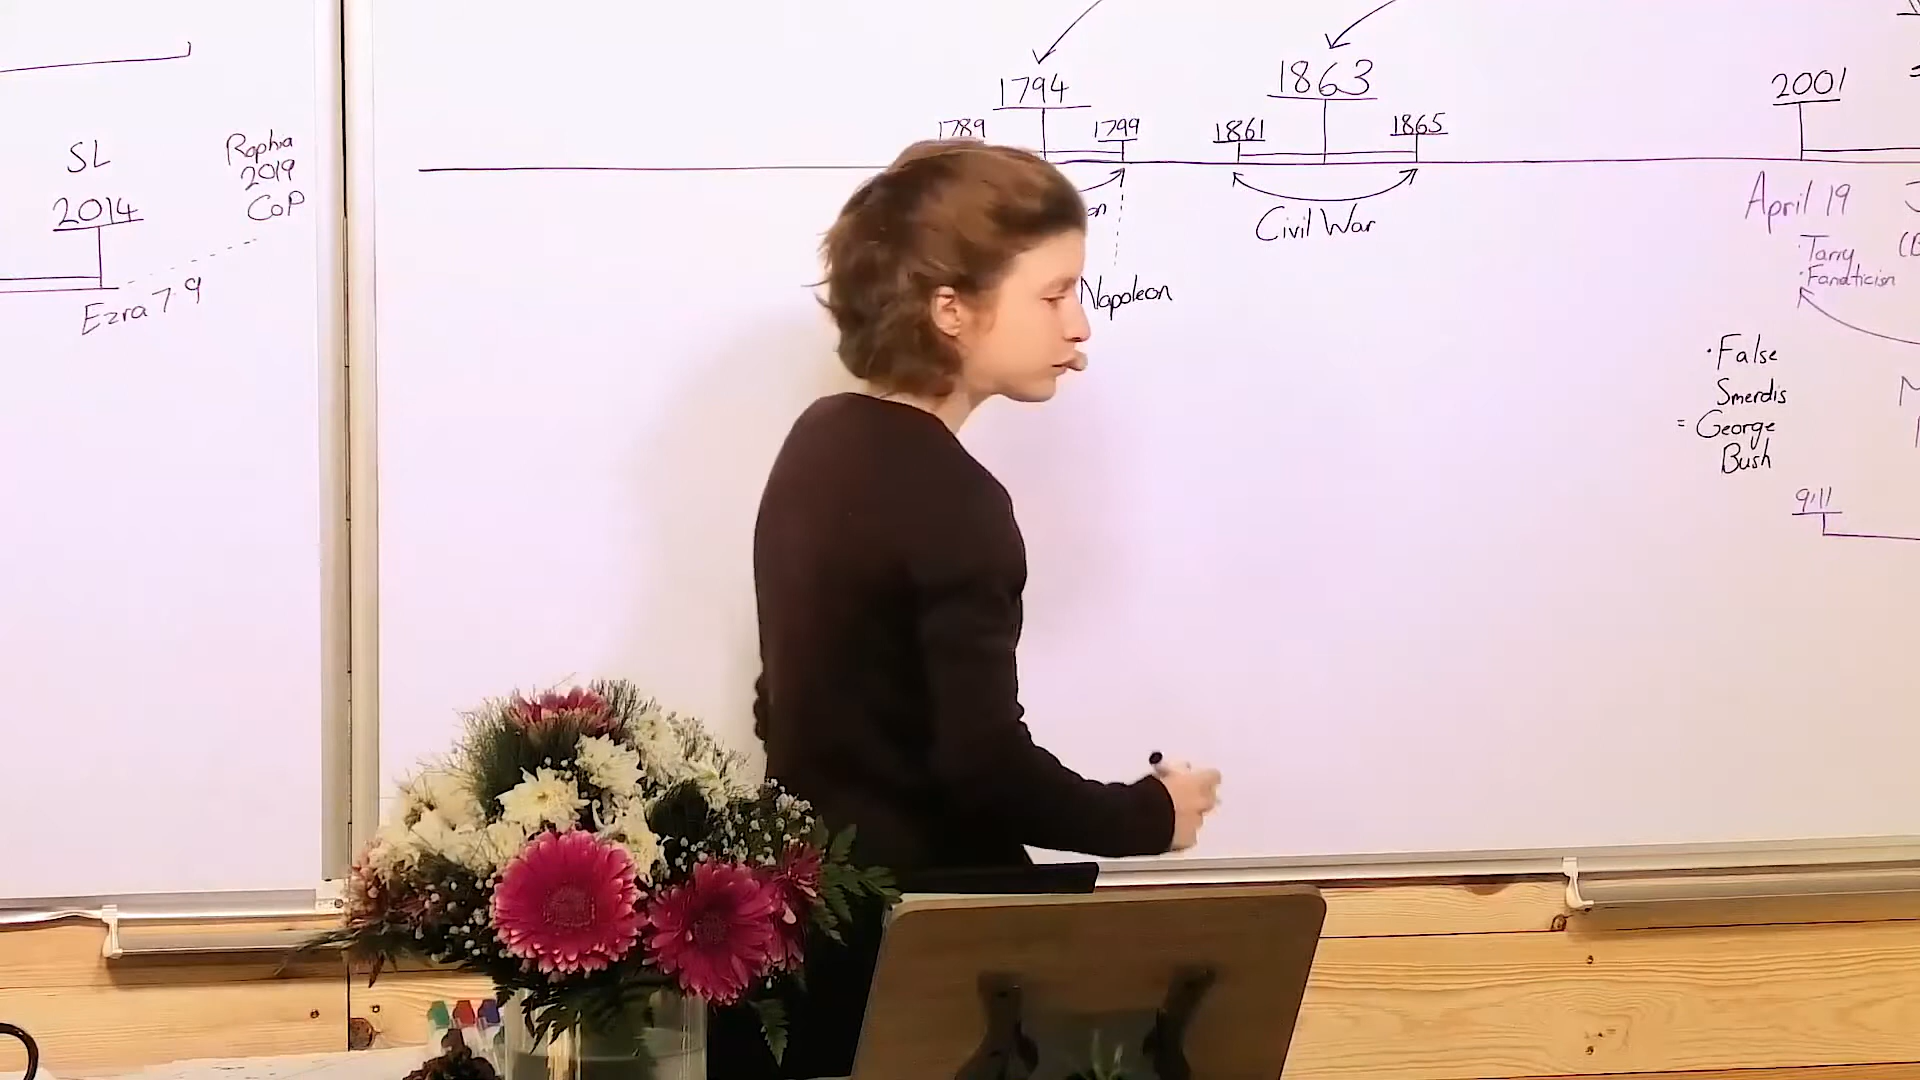 SL
2014
Raphia
2019
CoP
Ezra 7-9
1794
1789
1799
on
Napoleon
1863
1861
1865
Civil War
2001
April 19
· Tarry
· Fanaticism
· False
Smerdis
= George
Bush
9/11